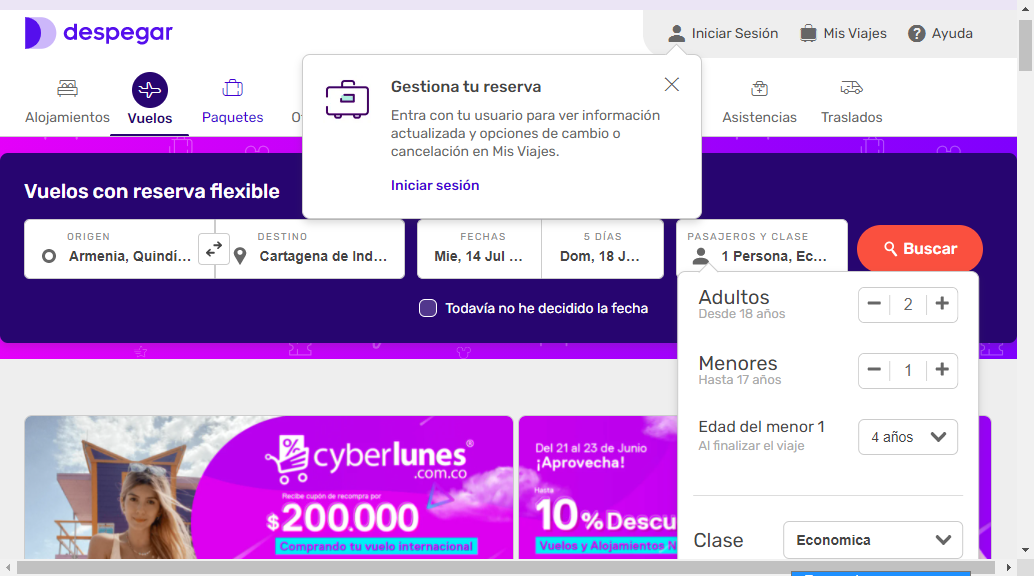 despegar
Iniciar Sesión
Mis Viajes
Ayuda
Alojamientos
Vuelos
Paquetes
Asistencias
Traslados
Gestiona tu reserva
Entra con tu usuario para ver información
actualizada y opciones de cambio o
cancelación en Mis Viajes.
Iniciar sesión
Vuelos con reserva flexible
ORIGEN
Armenia, Quindí...
DESTINO
Cartagena de Ind...
FECHAS
Mie, 14 Jul ...
5 DÍAS
Dom, 18 J...
PASAJEROS Y CLASE
1 Persona, Ec...
Buscar
Todavía no he decidido la fecha
Adultos
Desde 18 años
2
Menores
Hasta 17 años
1
Edad del menor 1
Al finalizar el viaje
4 años
Clase
Economica
cyberlunes®
.com.co
Recibe cupón de recompra por
$200.000
Comprando tu vuelo internacional
Del 21 al 23 de Junio
¡Aprovecha!
Hasta
10%Descu
Vuelos y Alojamientos N